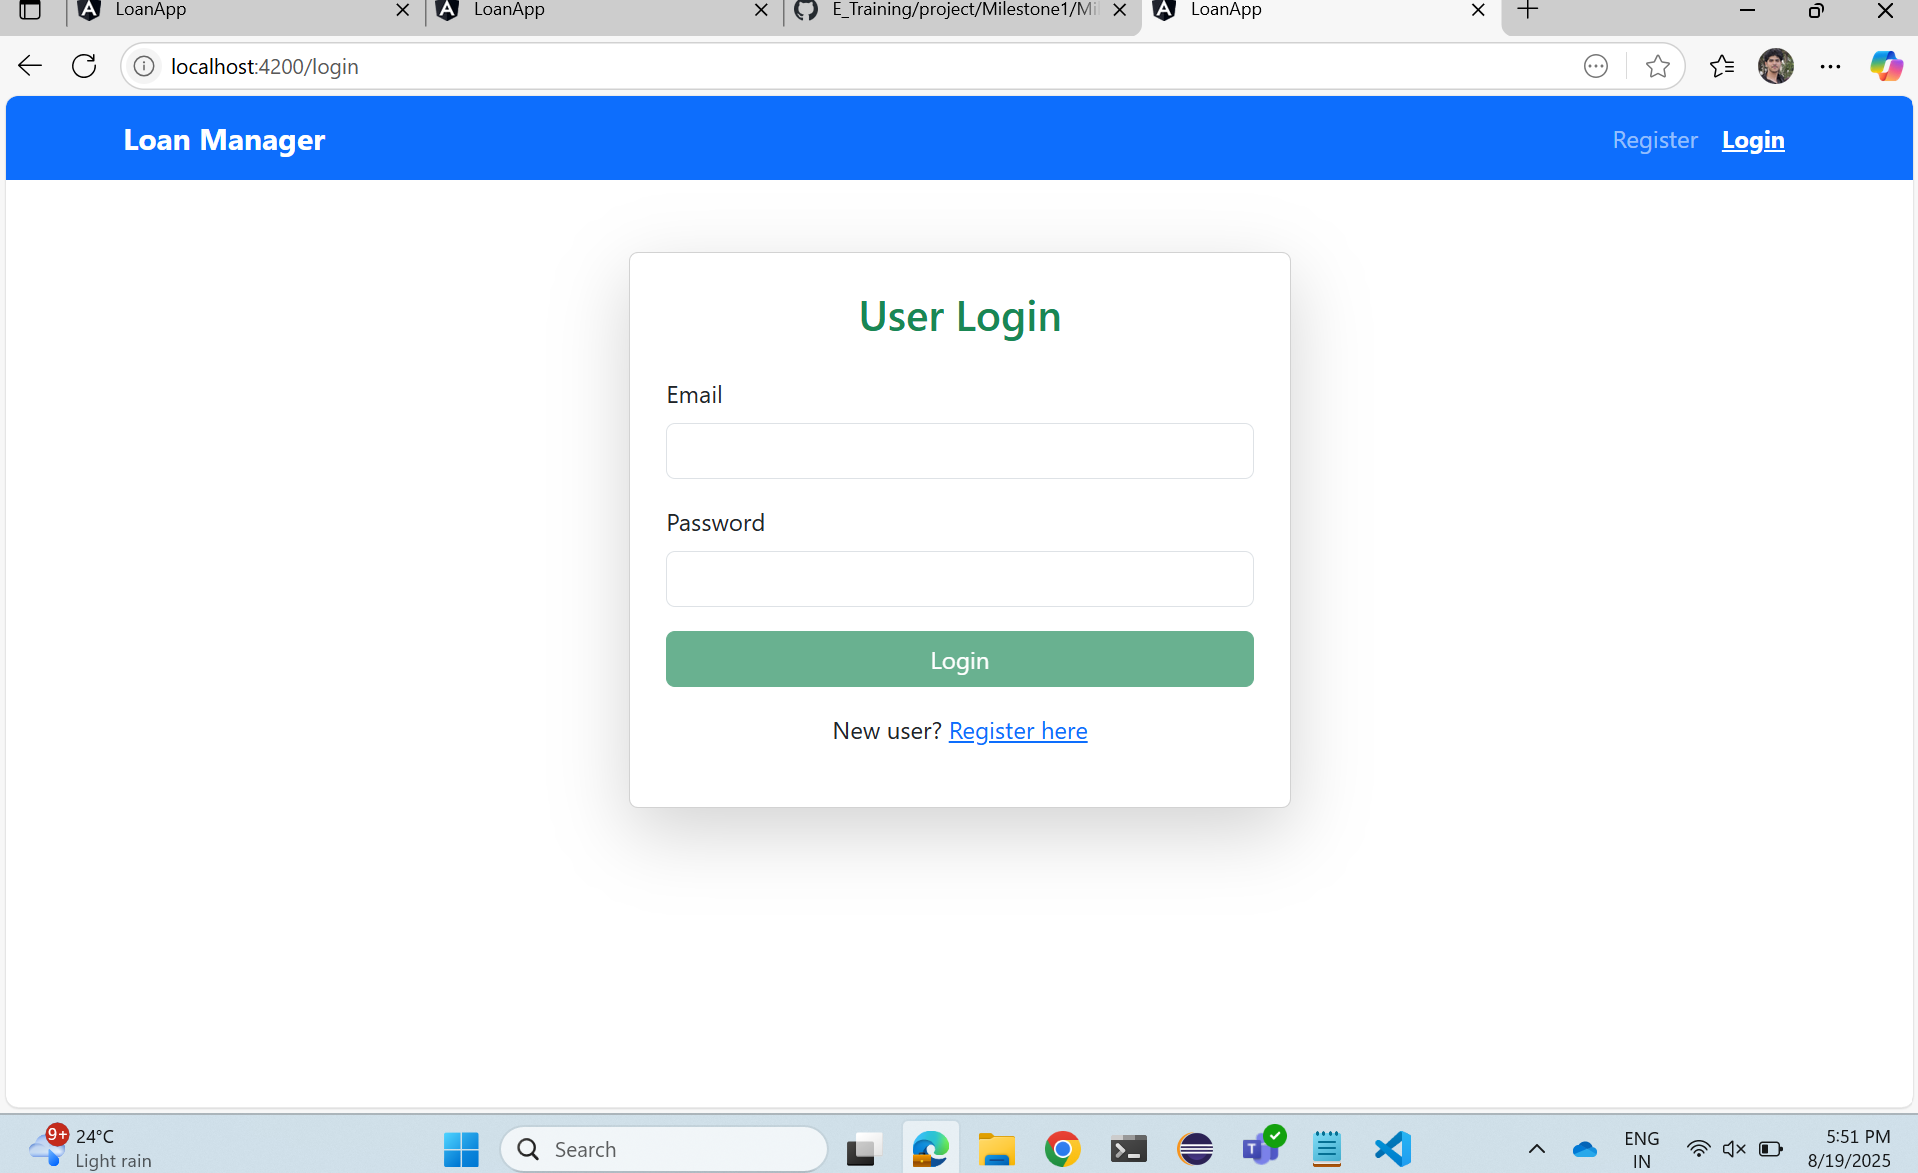 LoanApp
LoanApp
E_Training/project/Milestone1/Mil
LoanApp
localhost:4200/login
Loan Manager
Register
Login
User Login
Email
Password
Login
New user? Register here
9+
24°C
Light rain
Search
ENG
IN
5:51 PM
8/19/2025